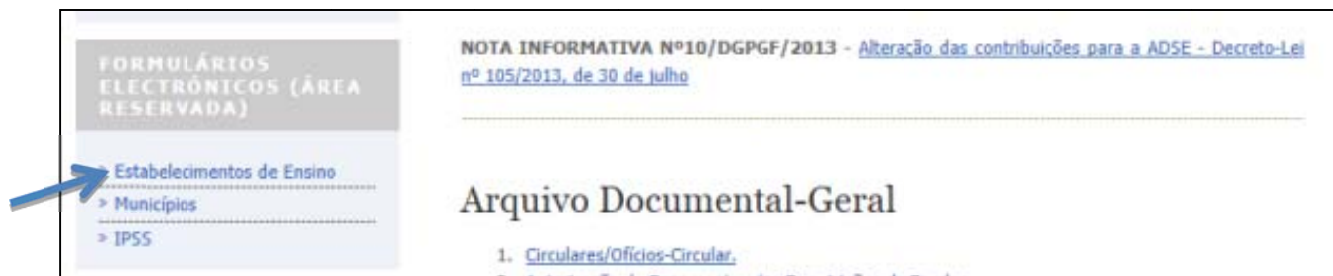 FORMULÁRIOS
ELECTRÓNICOS (ÁREA
RESERVADA)
» Estabelecimentos de Ensino
» Municípios
» IPSS
NOTA INFORMATIVA Nº10/DGPGF/2013 - Alteração das contribuições para a ADSE - Decreto-Lei
nº 105/2013, de 30 de julho
Arquivo Documental-Geral
1. Circulares/Ofícios-Circular.